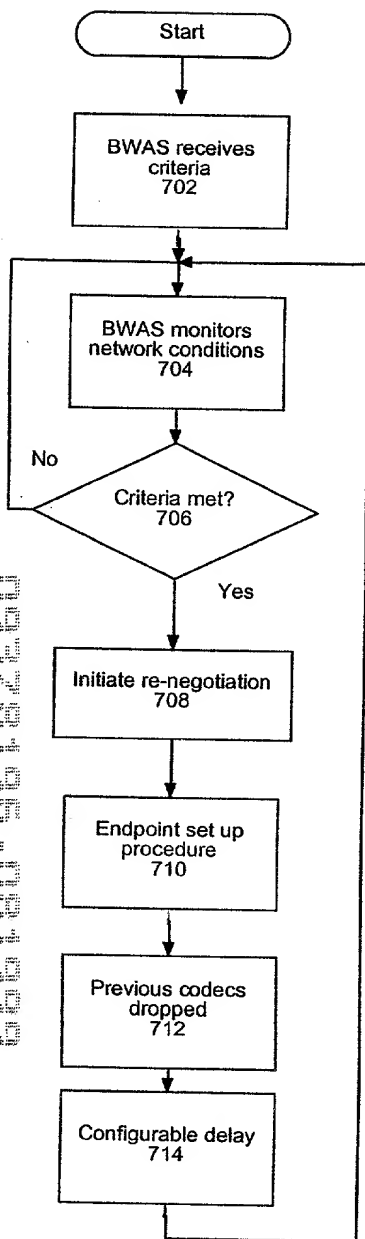 Start
BWAS receives
criteria
702
BWAS monitors
network conditions
704
No
Criteria met?
706
Yes
Initiate re-negotiation
708
Endpoint set up
procedure
710
Previous codecs
dropped
712
Configurable delay
714